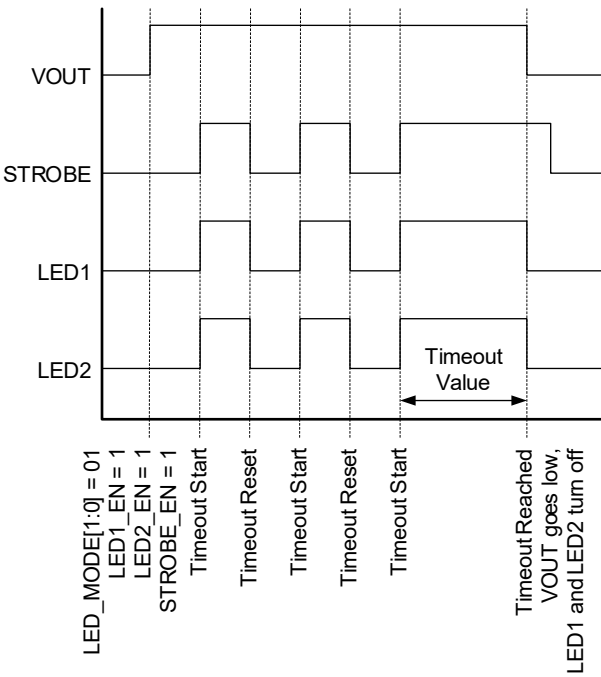 VOUT
STROBE
LED1
LED2
Timeout
Value
LED_MODE[1:0] = 01
LED1_EN = 1
LED2_EN = 1
STROBE_EN = 1
Timeout Start
Timeout Reset
Timeout Start
Timeout Reset
Timeout Start
Timeout Reached
VOUT goes low,
LED1 and LED2 turn off